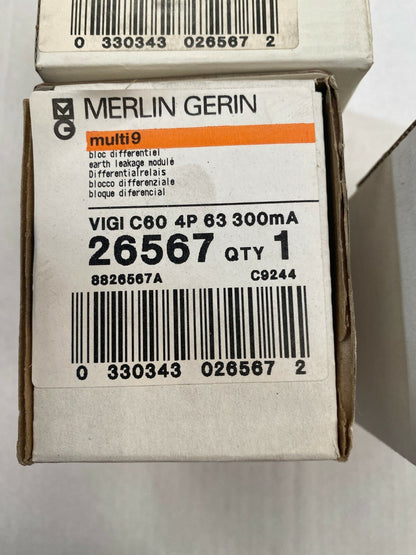 0 330343 026567 2
MG MERLIN GERIN
multi9
bloc differentiel
earth leakage module
Differentialrelais
blocco differenziale
bloque diferencial
VIGI C60 4P 63 300mA
26567 QTY 1
8826567A C9244
0 330343 026567 2